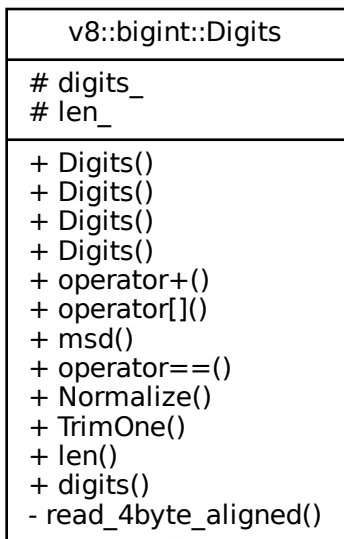 v8::bigint::Digits
# digits_
# len_
+ Digits()
+ Digits()
+ Digits()
+ Digits()
+ operator+()
+ operator[]()
+ msd()
+ operator==()
+ Normalize()
+ TrimOne()
+ len()
+ digits()
- read_4byte_aligned()